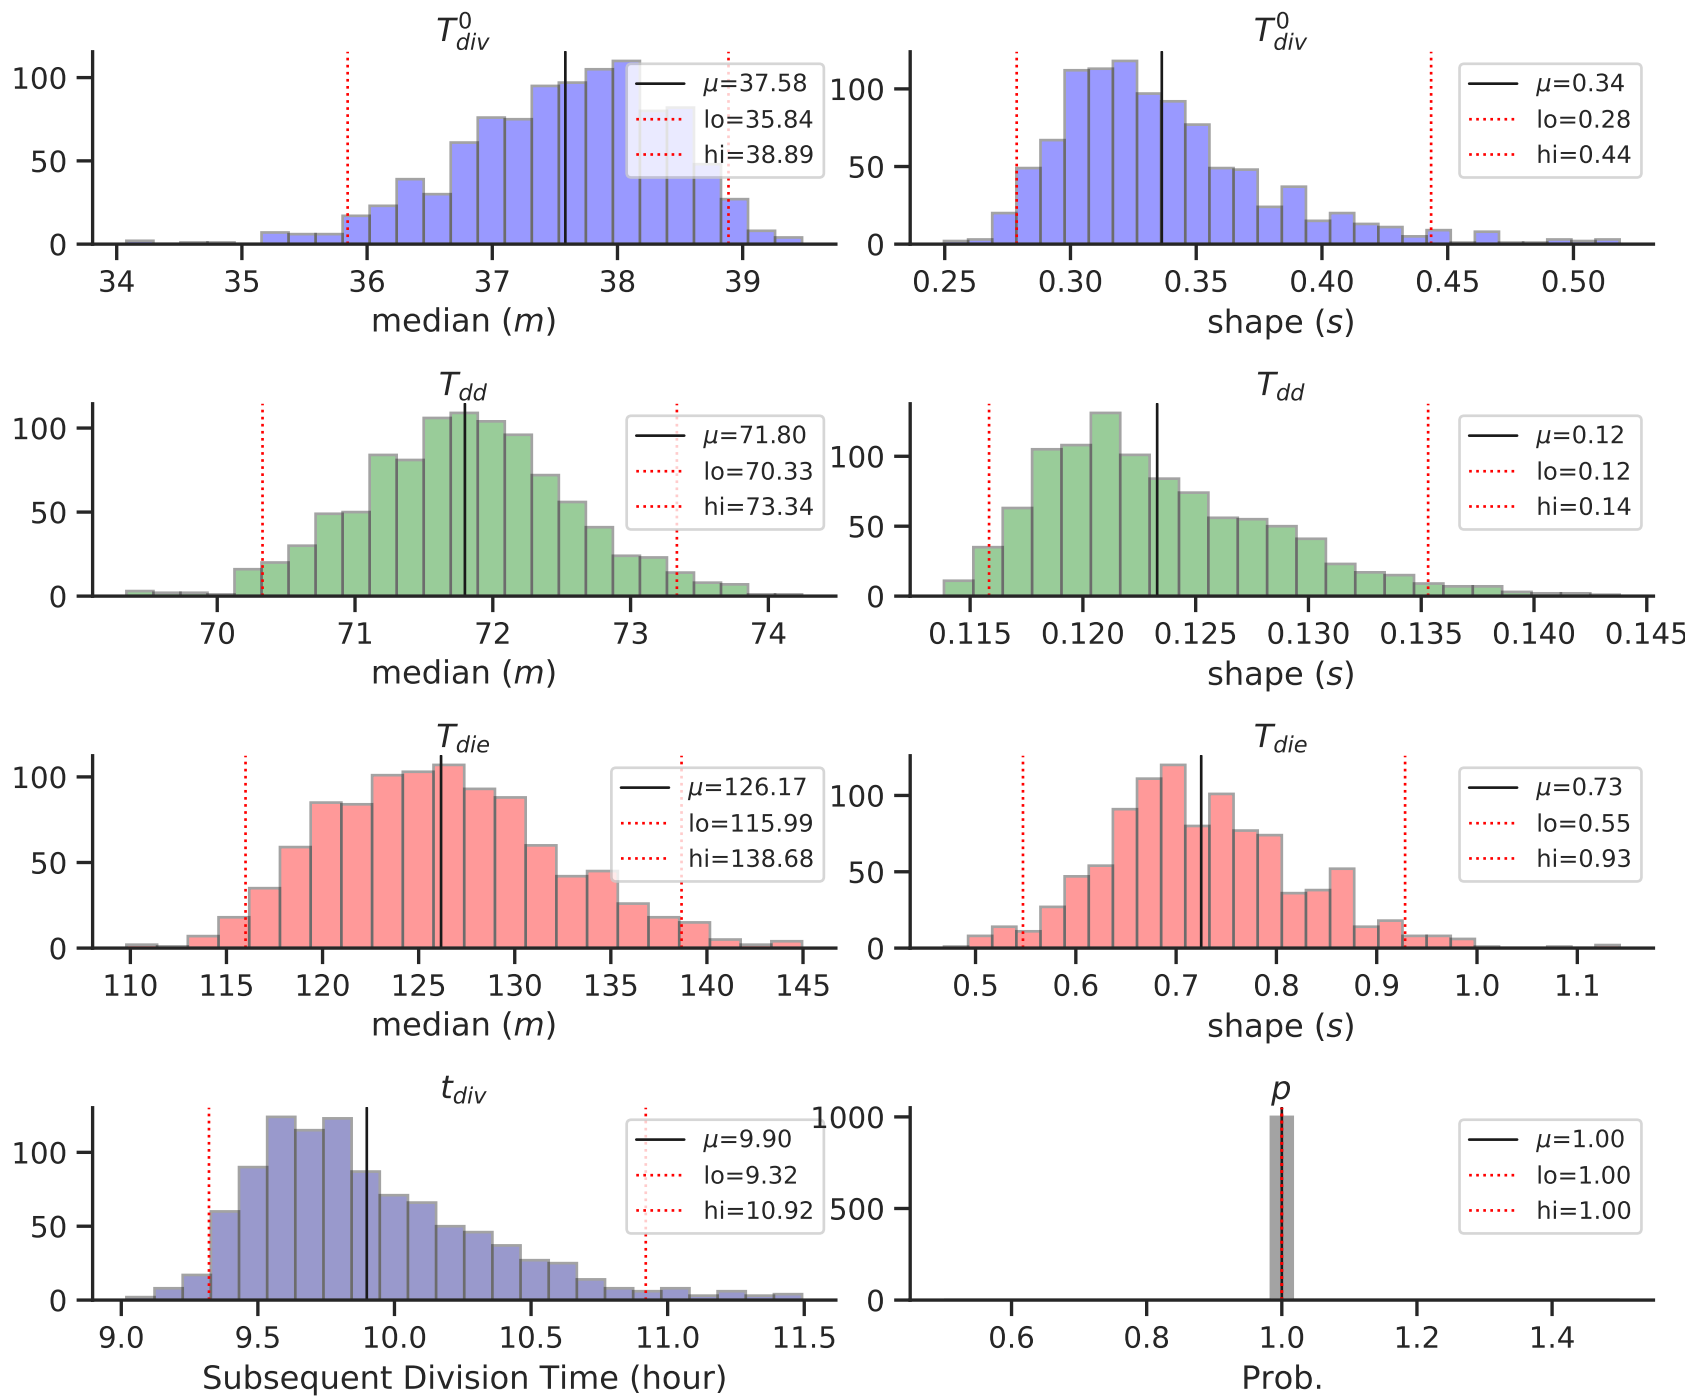 T⁰div
100
50
0
μ=37.58
lo=35.84
hi=38.89
34 35 36 37 38 39
median (m)
T⁰div
100
50
0
μ=0.34
lo=0.28
hi=0.44
0.25 0.30 0.35 0.40 0.45 0.50
shape (s)
Tdd
100
50
0
μ=71.80
lo=70.33
hi=73.34
70 71 72 73 74
median (m)
Tdd
100
50
0
μ=0.12
lo=0.12
hi=0.14
0.115 0.120 0.125 0.130 0.135 0.140 0.145
shape (s)
Tdie
100
50
0
μ=126.17
lo=115.99
hi=138.68
110 115 120 125 130 135 140 145
median (m)
Tdie
100
50
0
μ=0.73
lo=0.55
hi=0.93
0.5 0.6 0.7 0.8 0.9 1.0 1.1
shape (s)
tdiv
100
50
0
μ=9.90
lo=9.32
hi=10.92
9.0 9.5 10.0 10.5 11.0 11.5
Subsequent Division Time (hour)
p
1000
500
0
μ=1.00
lo=1.00
hi=1.00
0.6 0.8 1.0 1.2 1.4
Prob.